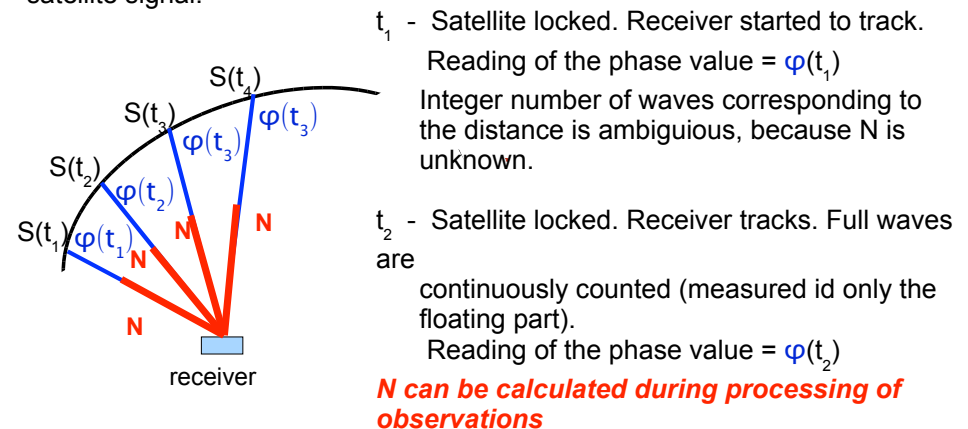 satellite signal.
t₁ - Satellite locked. Receiver started to track.
Reading of the phase value = φ(t₁)
Integer number of waves corresponding to
the distance is ambiguious, because N is
unknown.
t₂ - Satellite locked. Receiver tracks. Full waves
are
continuously counted (measured id only the
floating part).
Reading of the phase value = φ(t₂)
N can be calculated during processing of
observations
S(t₄)
S(t₃)
S(t₂)
S(t₁)
φ(t₃)
φ(t₃)
φ(t₂)
φ(t₁)
N
N
N
N
receiver